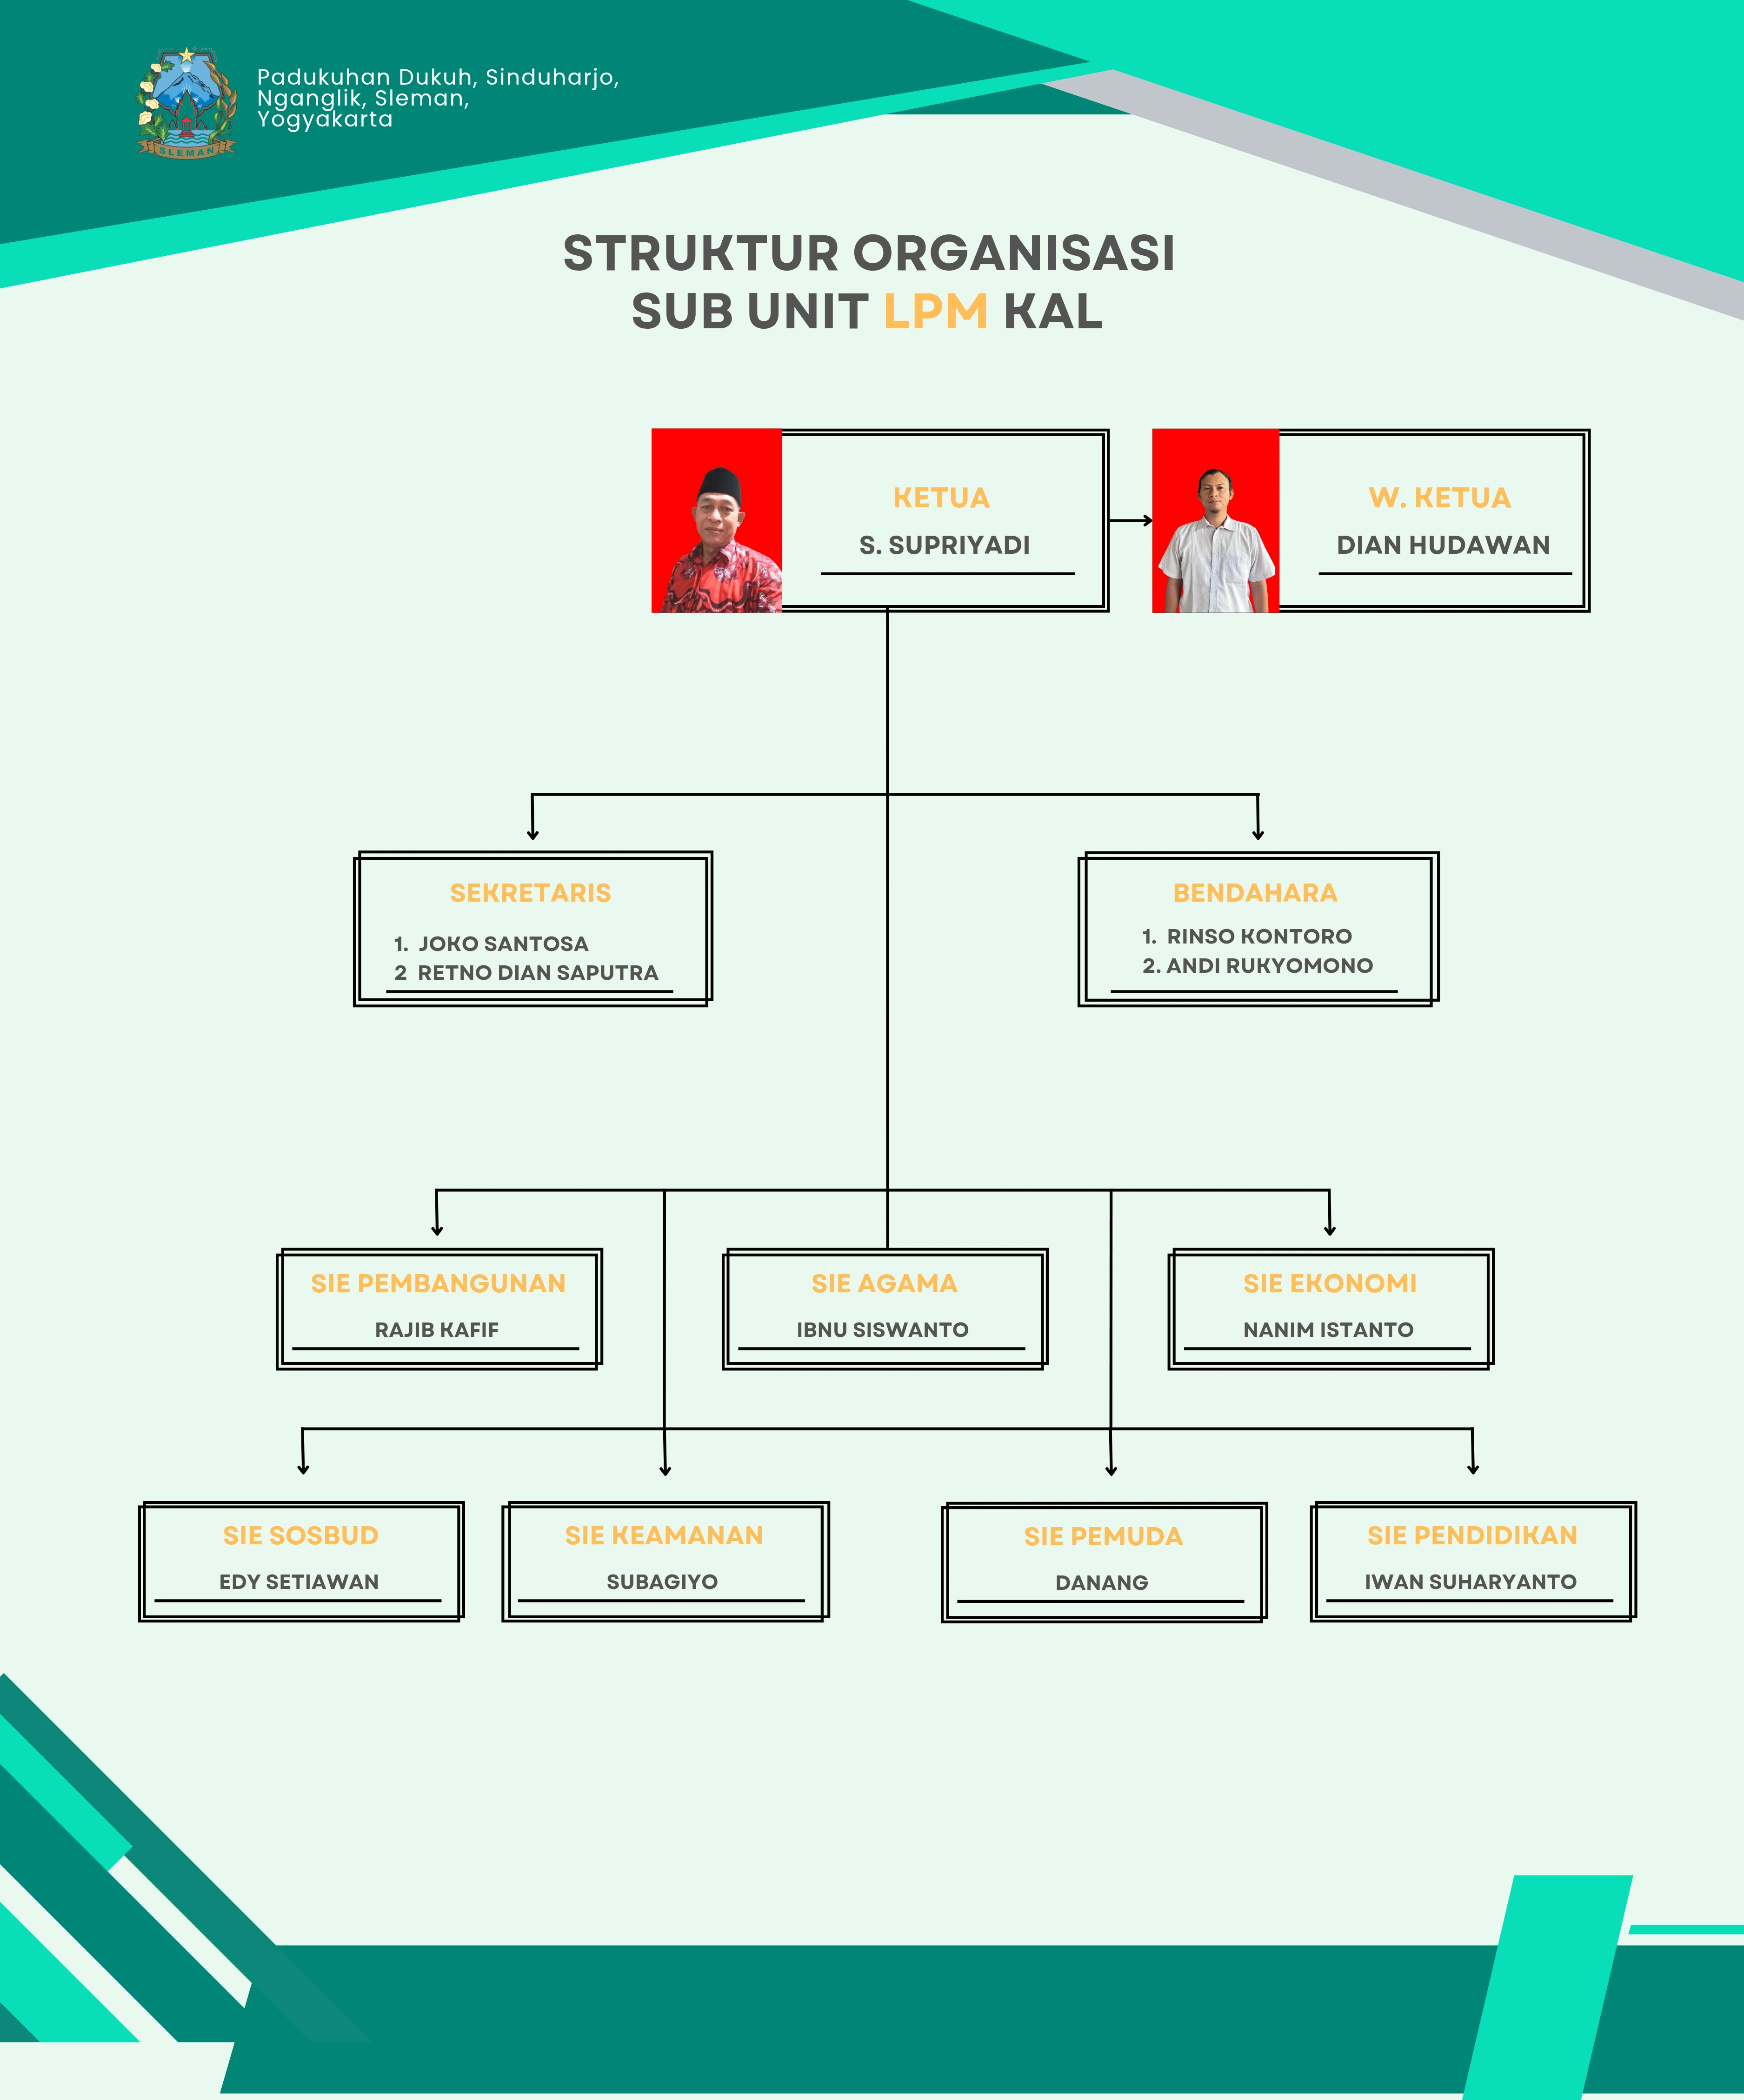 SLEMAN
Padukuhan Dukuh, Sinduharjo,
Nganglik, Sleman,
Yogyakarta
STRUKTUR ORGANISASI
SUB UNIT LPM KAL
KETUA
S. SUPRIYADI
W. KETUA
DIAN HUDAWAN
SEKRETARIS
1. JOKO SANTOSA
2 RETNO DIAN SAPUTRA
BENDAHARA
1. RINSO KONTORO
2. ANDI RUKYOMONO
SIE PEMBANGUNAN
RAJIB KAFIF
SIE AGAMA
IBNU SISWANTO
SIE EKONOMI
NANIM ISTANTO
SIE SOSBUD
EDY SETIAWAN
SIE KEAMANAN
SUBAGIYO
SIE PEMUDA
DANANG
SIE PENDIDIKAN
IWAN SUHARYANTO